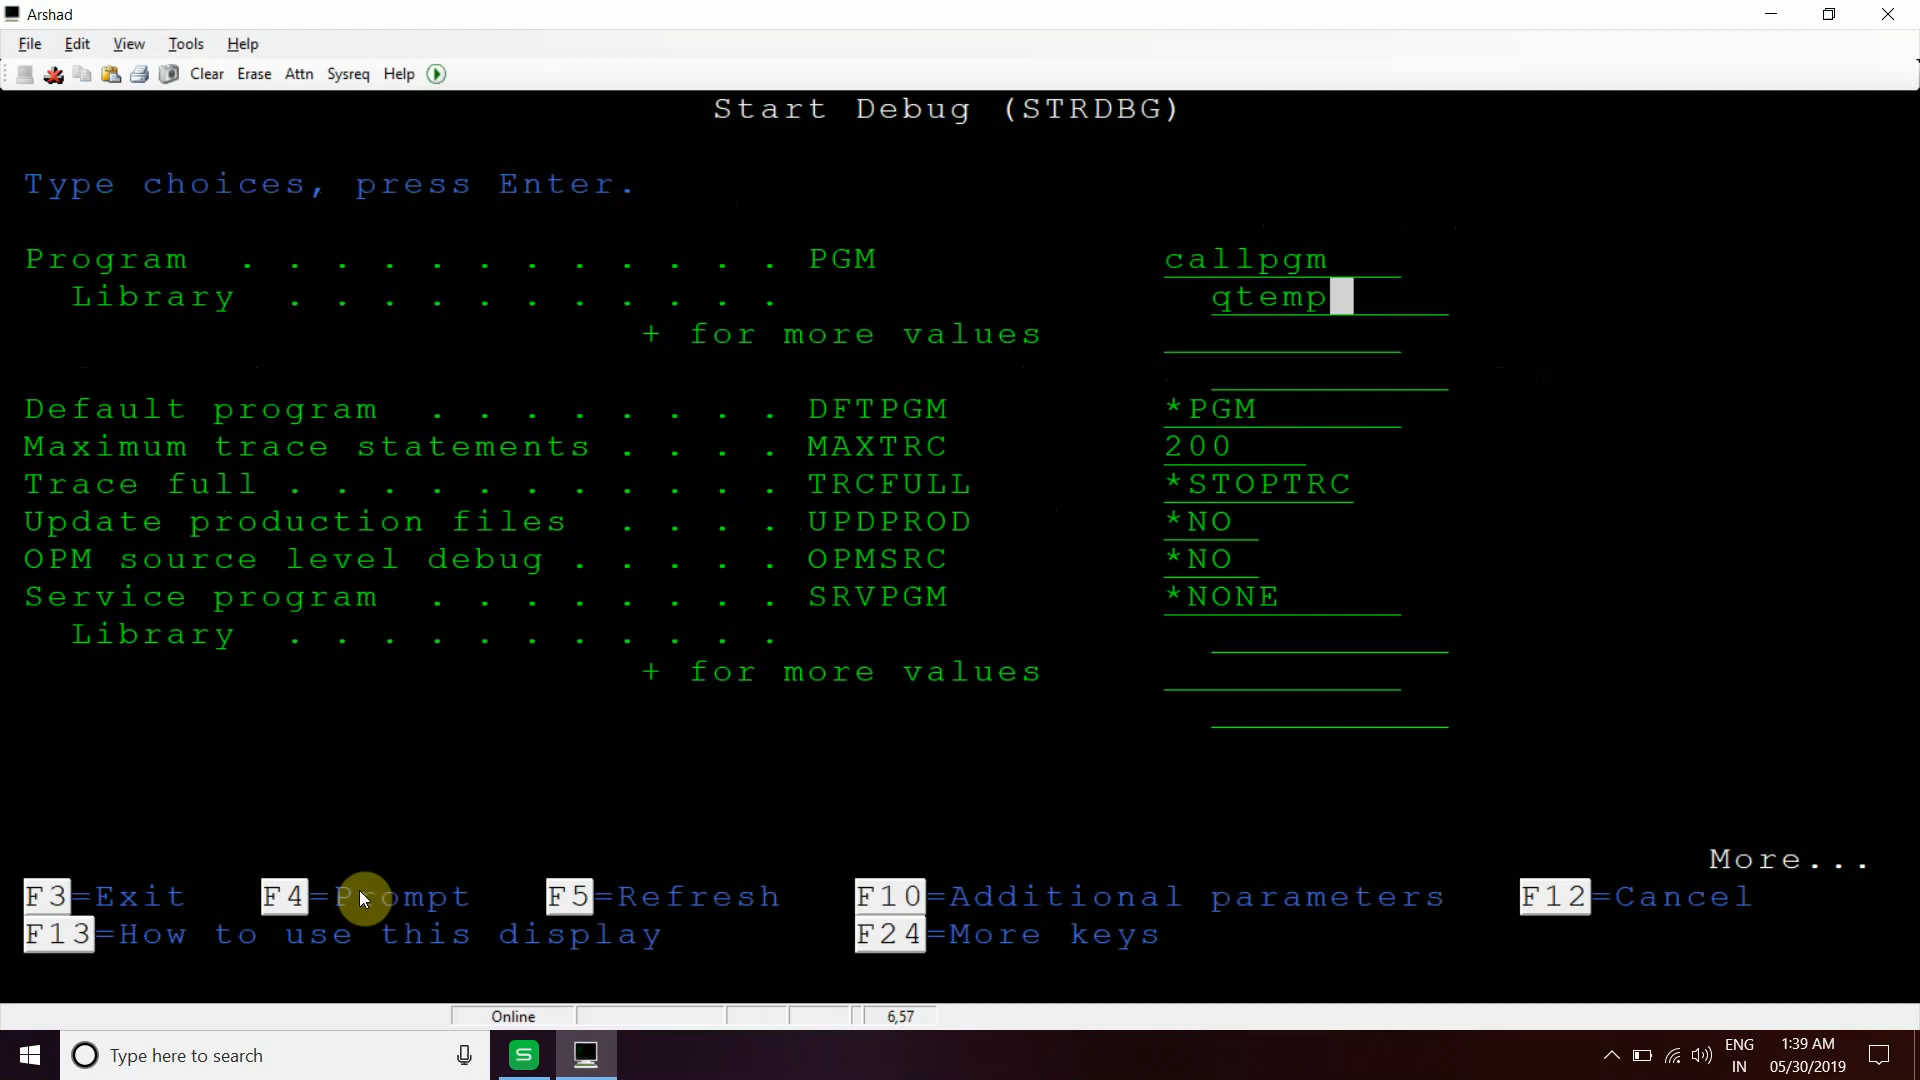 Arshad
File Edit View Tools Help
Clear Erase Attn Sysreq Help
Start Debug (STRDBG)
Type choices, press Enter.
Program . . . . . . . . . . . . PGM callpgm
Library . . . . . . . . . . . qtemp
+ for more values
Default program . . . . . . . . DFTPGM *PGM
Maximum trace statements . . . . MAXTRC 200
Trace full . . . . . . . . . . . TRCFULL *STOPTRC
Update production files . . . . UPDPROD *NO
OPM source level debug . . . . . OPMSRC *NO
Service program . . . . . . . . SRVPGM *NONE
Library . . . . . . . . . . .
+ for more values
More...
F3=Exit F4=Prompt F5=Refresh F10=Additional parameters F12=Cancel
F13=How to use this display F24=More keys
Online 6,57
Type here to search
S
ENG 1:39 AM
IN 05/30/2019